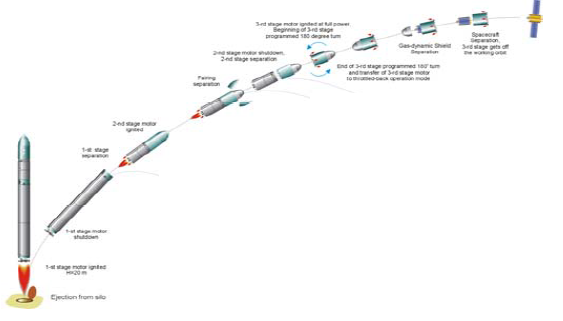 3-rd stage motor ignited at full power.
Beginning of 3-rd stage
programmed 180 degree turn
Spacecraft
Separation,
3-rd stage gets off
the working orbit
Gas-dynamic Shield
Separation
2-nd stage motor shutdown,
2-nd stage separation
End of 3-rd stage programmed 180° turn
and transfer of 3-rd stage motor
to throttled-back operation mode
Fairing
separation
2-nd stage motor
ignited
1-st stage
separation
1-st stage motor
shutdown
1-st stage motor ignited
H=20 m
Ejection from silo